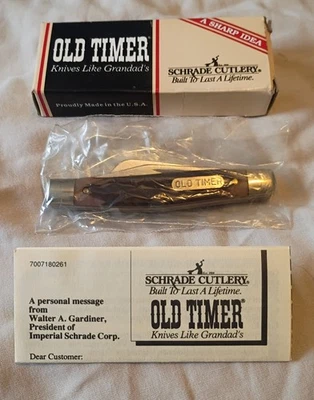 A SHARP IDEA
OLD TIMER®
Knives Like Grandad's
SCHRADE CUTLERY®
Built To Last A Lifetime.
Proudly Made in the U.S.A.
OLD TIMER
7007180261
A personal message
from
Walter A. Gardiner,
President of
Imperial Schrade Corp.
Dear Customer:
SCHRADE CUTLERY®
Built To Last A Lifetime.
OLD TIMER®
Knives Like Grandad's